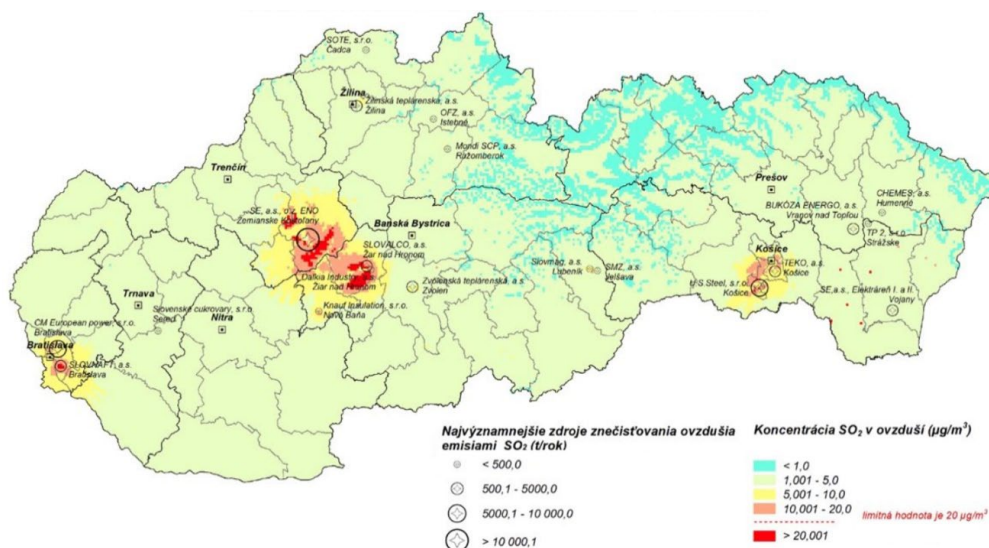 SOTE, s.r.o.
Čadca
Žilina
Žilinská teplárenská, a.s.
Žilina
OFZ, a.s.
Istebné
Mondi SCP, a.s.
Ražomberok
Trenčín
Prešov
CHEMES, a.s.
Humenné
BUKÓZA ENERGO, a.s.
Vranov nad Topľou
TP 2, s.r.o.
Strážske
SE, a.s., o.z. ENO
Zemianske Kostoľany
Banská Bystrica
SLOVALCO, a.s.
Žiar nad Hronom
Dalkia Industry
Žiar nad Hronom
Slovmag, a.s.
Lubeník
SMZ, a.s.
Jelšava
Košice
TEKO, a.s.
Košice
U.S.Steel, s.r.o.
Košice
SE,a.s., Elektráreň I. a II.
Vojany
Zvolenská teplárenská, a.s.
Zvolen
Knauf Insulation, s.r.o.
Nová Baňa
Trnava
Slovenské cukrovary, s.r.o.
Sereď
Nitra
CM European power, s.r.o.
Bratislava
Bratislava
SLOVNAFT, a.s.
Bratislava
Najvýznamnejšie zdroje znečisťovania ovzdušia
emisiami SO₂ (t/rok)
< 500,0
500,1 - 5000,0
5000,1 - 10 000,0
> 10 000,1
Koncentrácia SO₂ v ovzduší (µg/m³)
< 1,0
1,001 - 5,0
5,001 - 10,0
10,001 - 20,0
limitná hodnota je 20 µg/m³
> 20,001